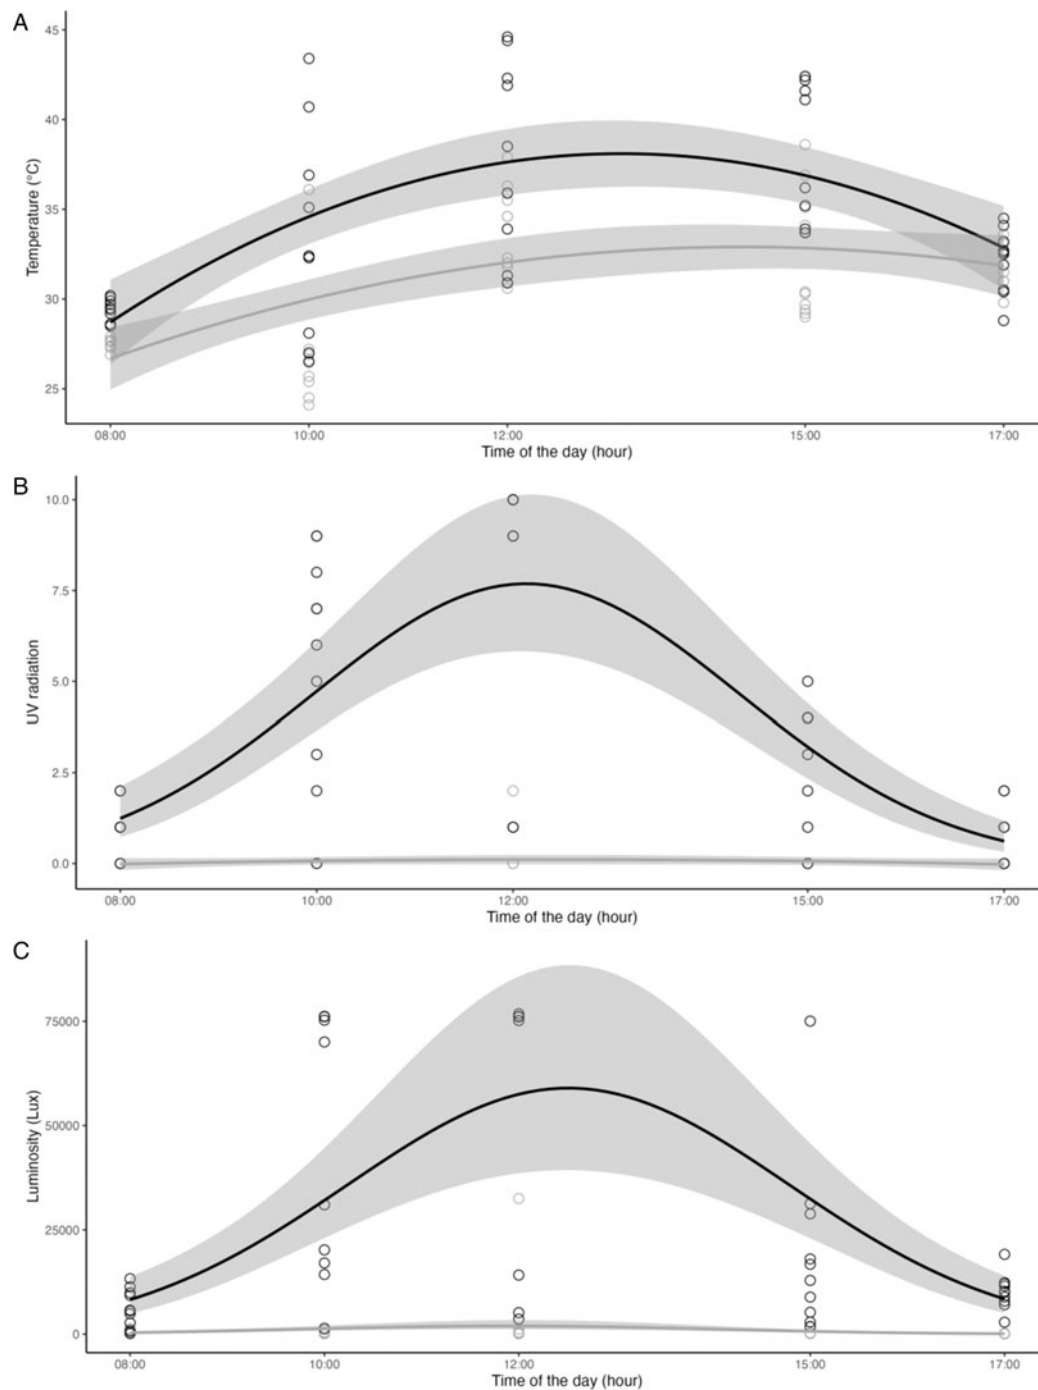 A
45
40
35
30
25
Temperature (°C)
08:00 10:00 12:00 15:00 17:00
Time of the day (hour)
B
10.0
7.5
5.0
2.5
0.0
UV radiation
08:00 10:00 12:00 15:00 17:00
Time of the day (hour)
C
75000
50000
25000
0
Luminosity (Lux)
08:00 10:00 12:00 15:00 17:00
Time of the day (hour)